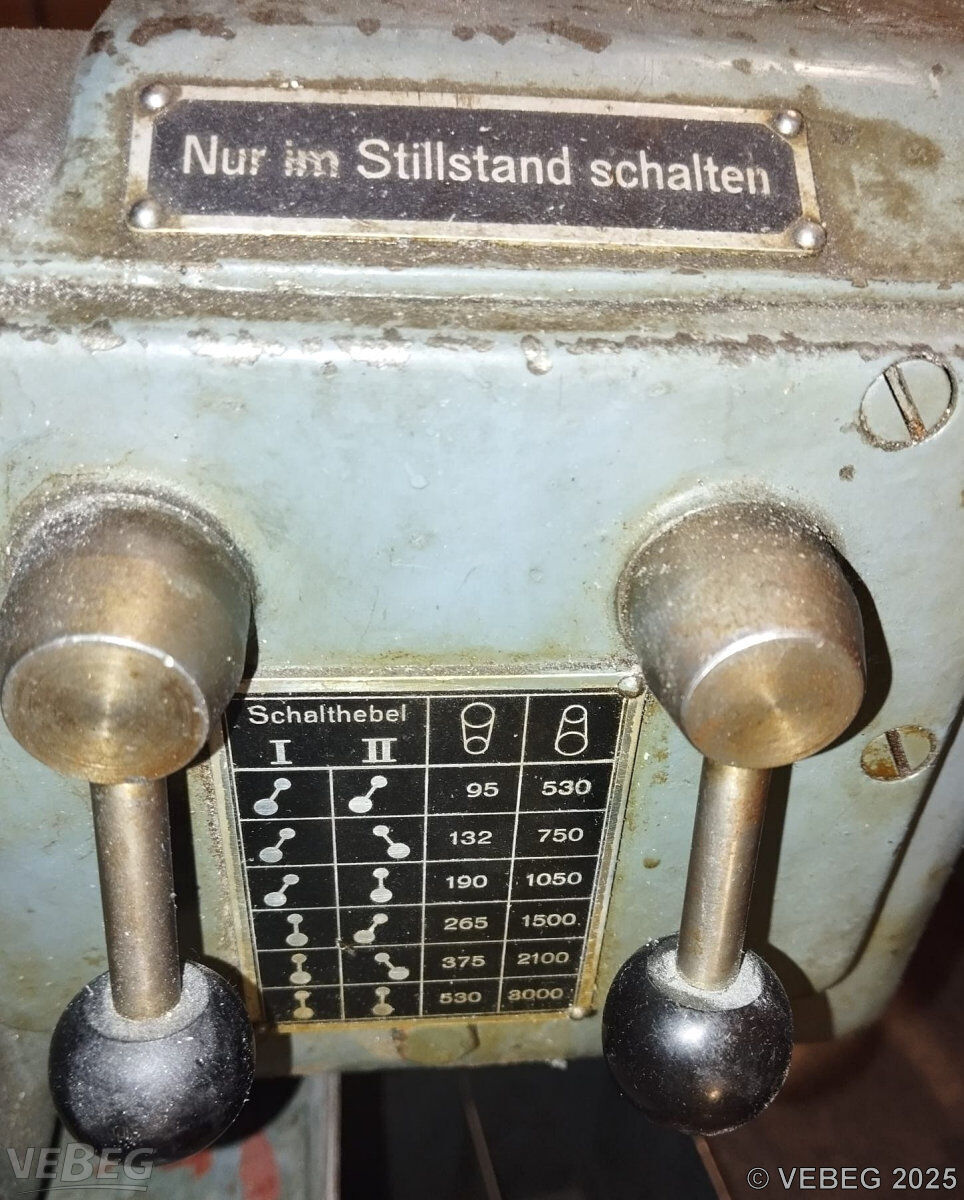 Nur im Stillstand schalten
Schalthebel
I II
95 530
132 750
190 1050
265 1500
375 2100
530 3000
VEBEG
© VEBEG 2025